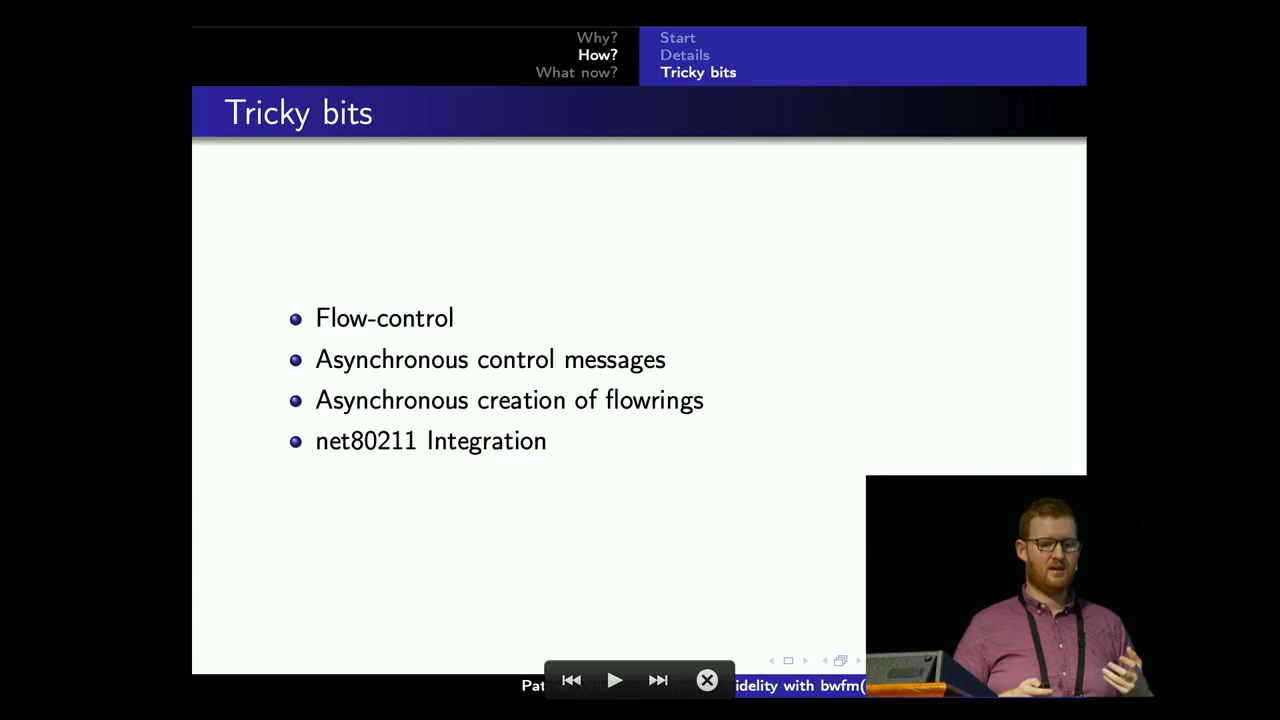 Why?
How?
What now?
Start
Details
Tricky bits
Tricky bits
Flow-control
Asynchronous control messages
Asynchronous creation of flowrings
net80211 Integration
idelity with bwfm(